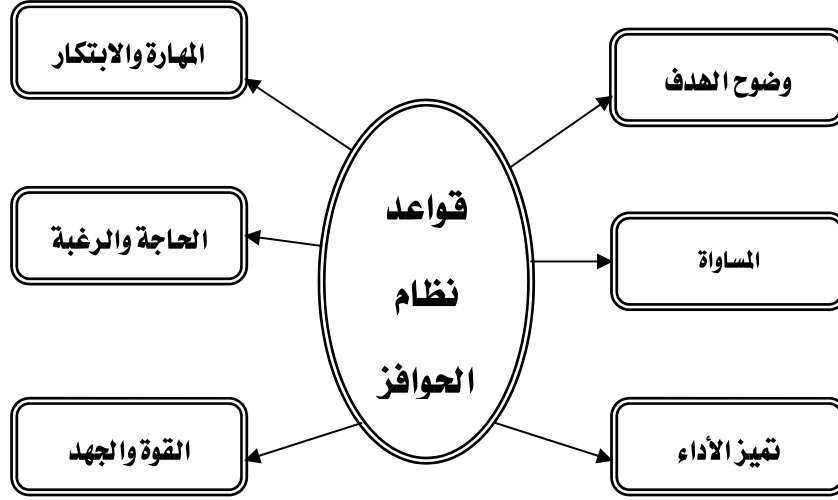 قواعد
نظام
الحوافز
وضوح الهدف
المساواة
تميز الأداء
المهارة والابتكار
الحاجة والرغبة
القوة والجهد